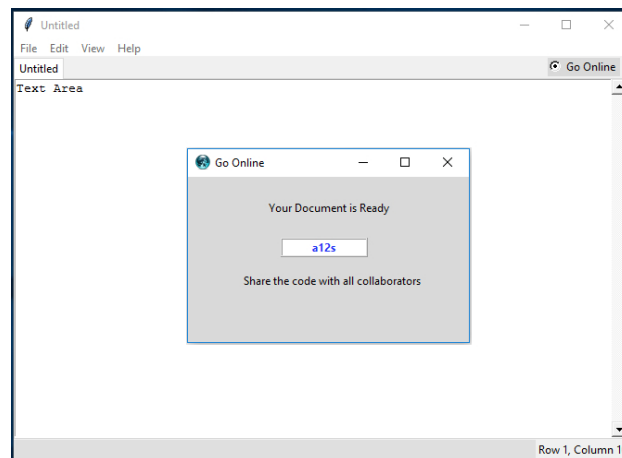 Untitled
File Edit View Help
Untitled
Go Online
Text Area
Go Online
Your Document is Ready
a12s
Share the code with all collaborators
Row 1, Column 1